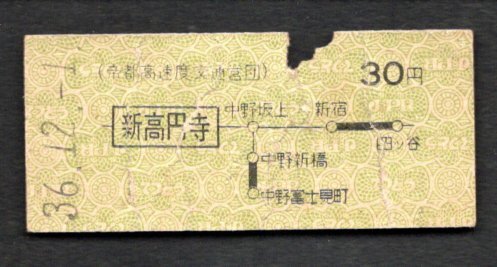 36.12.-1
(帝都高速度交通営団)
30円
新高円寺
中野坂上
新宿
四ッ谷
中野新橋
中野富士見町